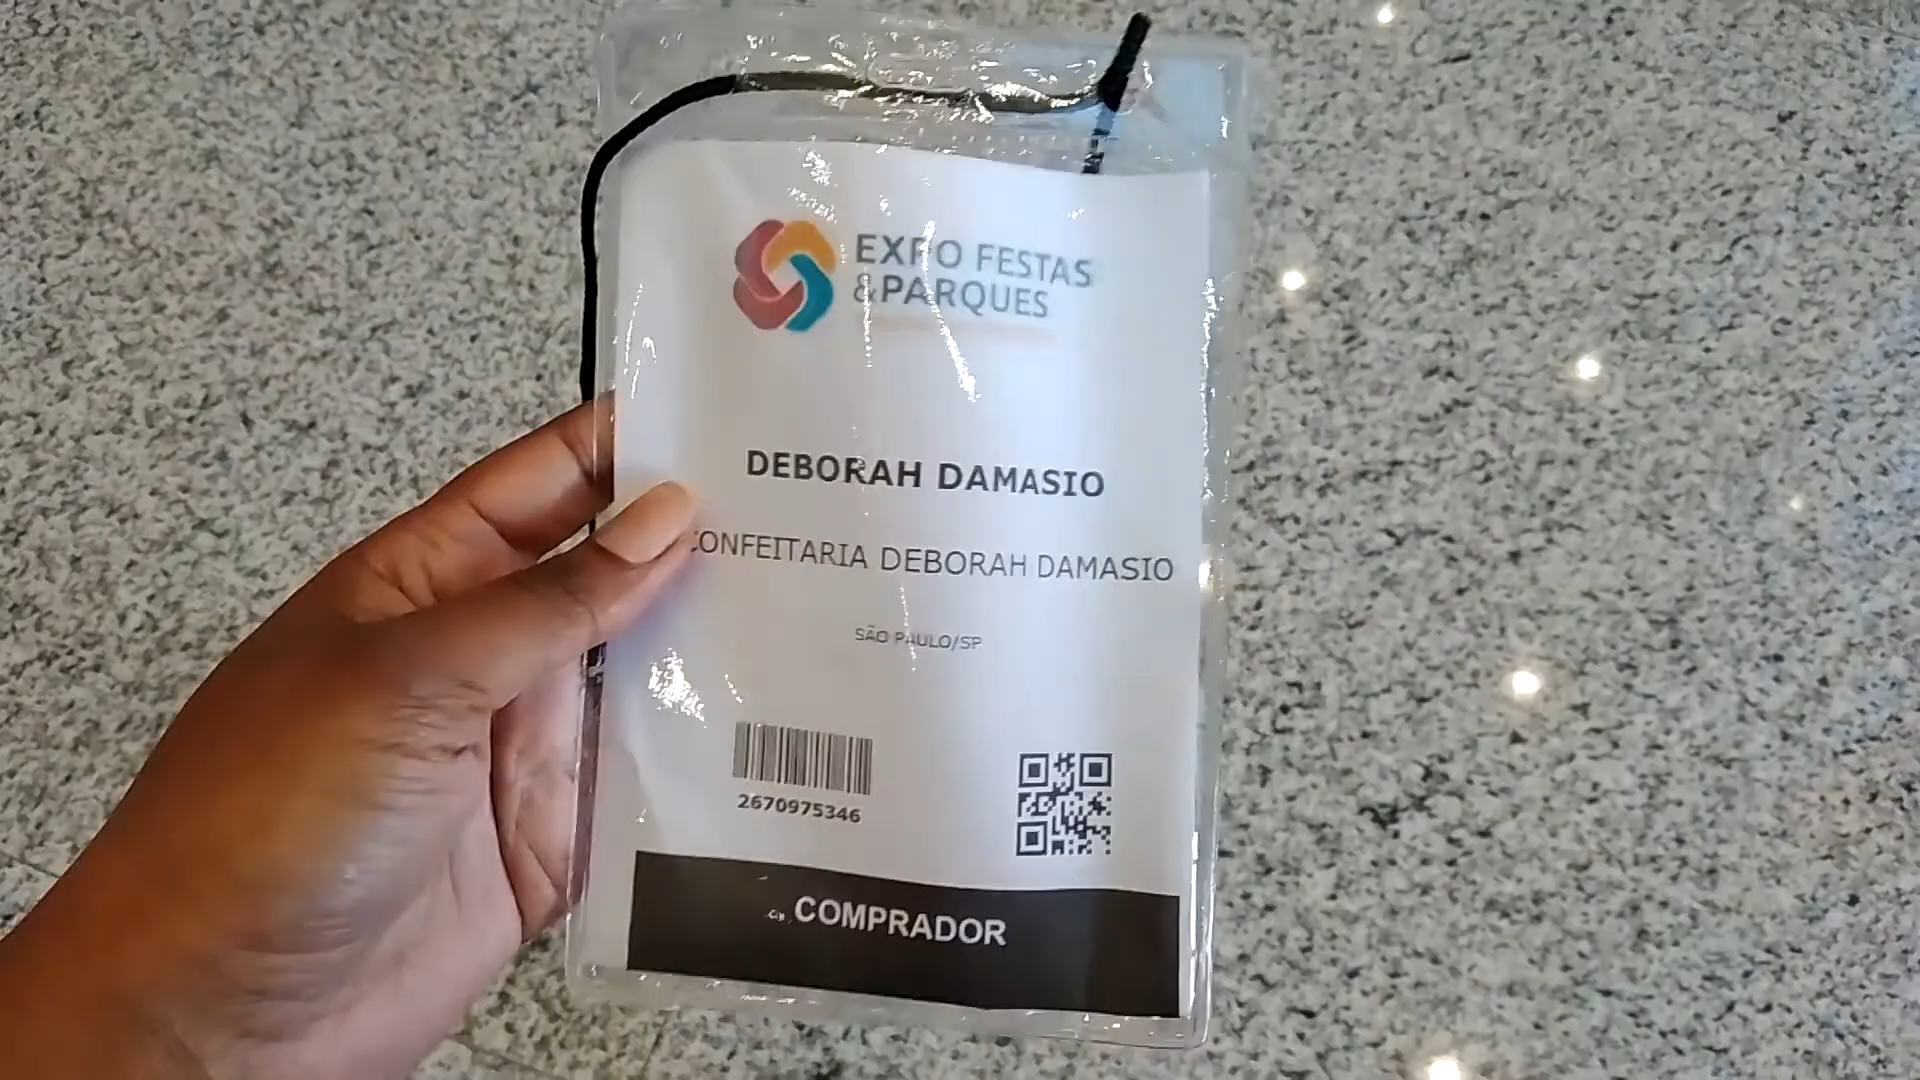 EXPO FESTAS
&PARQUES
DEBORAH DAMASIO
CONFEITARIA DEBORAH DAMASIO
SÃO PAULO/SP
2670975346
COMPRADOR